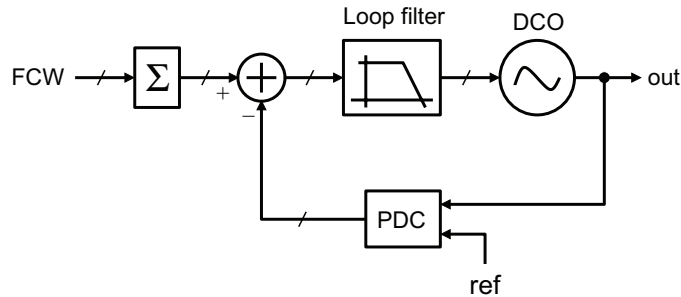 Loop filter
DCO
FCW
Σ
+
+
−
out
PDC
ref